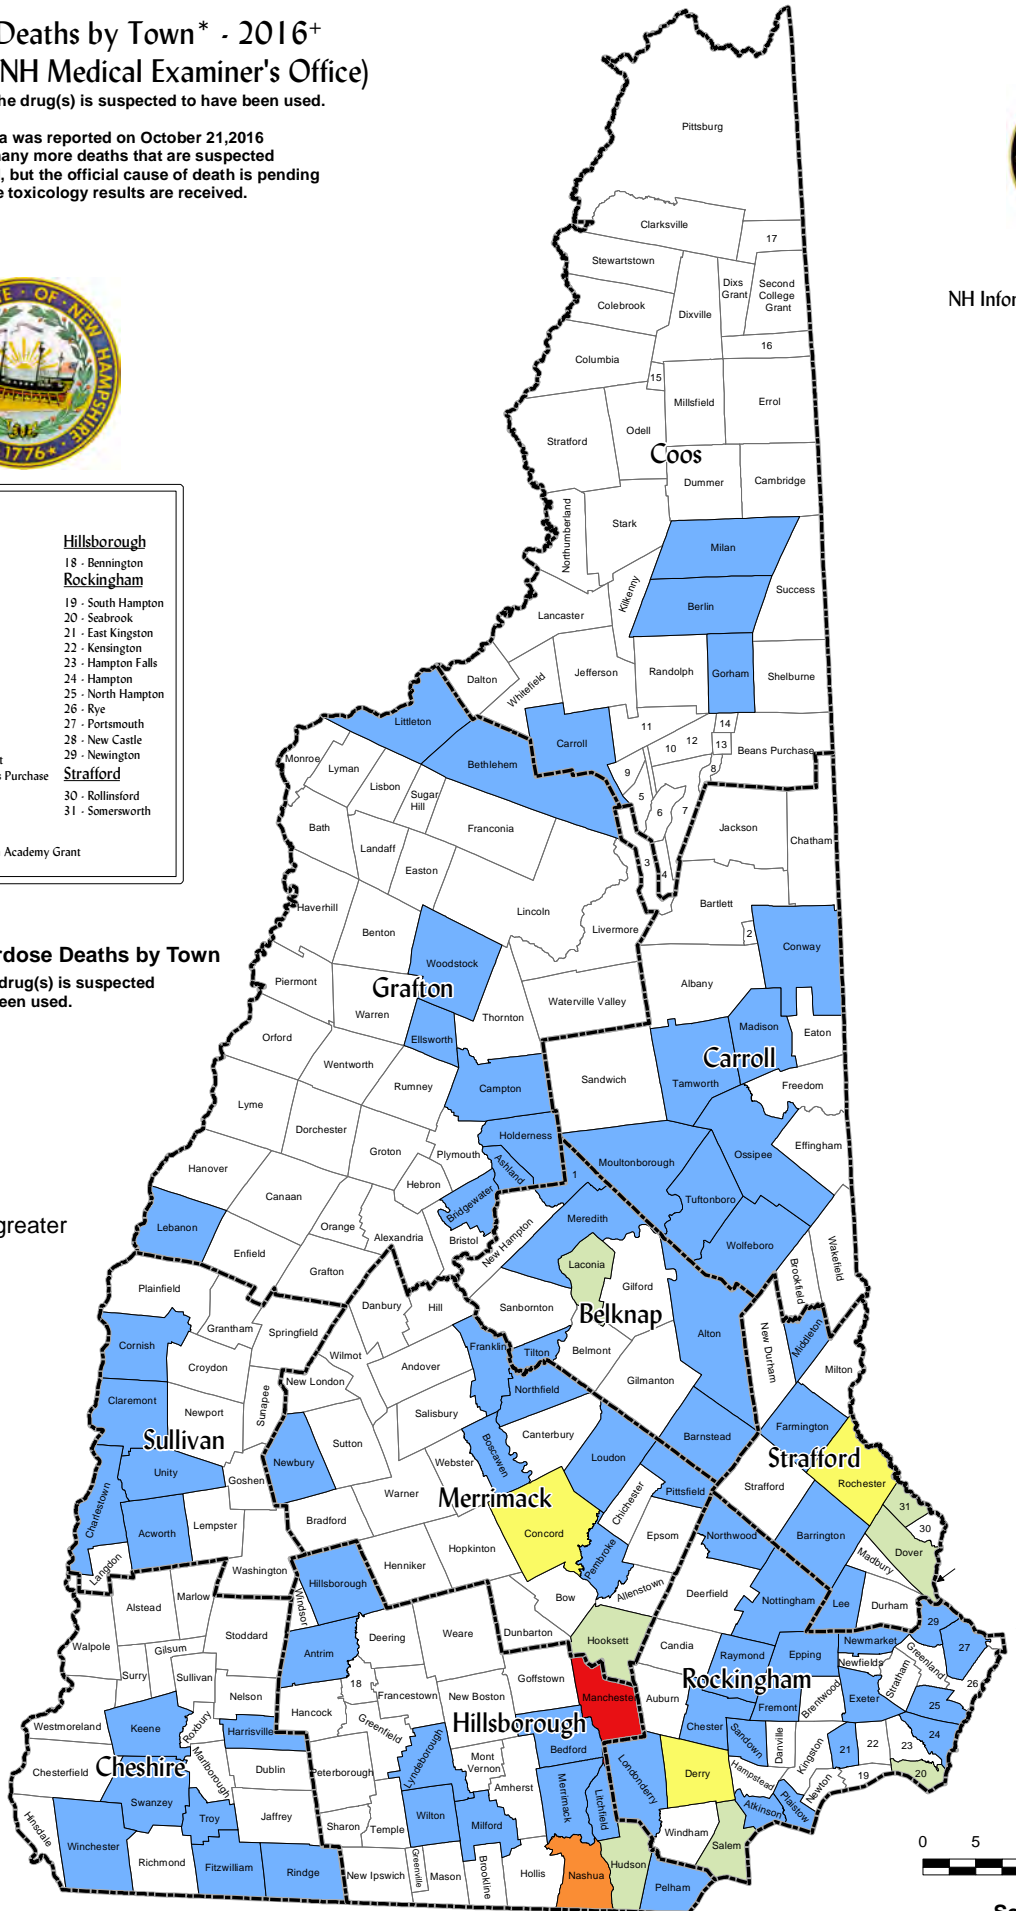 Deaths by Town* - 2016+
NH Medical Examiner's Office)
he drug(s) is suspected to have been used.
a was reported on October 21,2016
many more deaths that are suspected
, but the official cause of death is pending
e toxicology results are received.
E · OF · NEW HAMPSHIRE
1776
NH Infor
Hillsborough
18 - Bennington
Rockingham
19 - South Hampton
20 - Seabrook
21 - East Kingston
22 - Kensington
23 - Hampton Falls
24 - Hampton
25 - North Hampton
26 - Rye
27 - Portsmouth
28 - New Castle
29 - Newington
t
s Purchase
Strafford
30 - Rollinsford
31 - Somersworth
Academy Grant
rdose Deaths by Town
drug(s) is suspected
een used.
greater
Pittsburg
Clarksville
17
Stewartstown
Dixs Grant
Second College Grant
Colebrook
Dixville
16
Columbia
15
Millsfield
Errol
Odell
Stratford
Coos
Dummer
Cambridge
Northumberland
Stark
Milan
Kilkenny
Success
Berlin
Lancaster
Dalton
Whitefield
Jefferson
Randolph
Gorham
Shelburne
Littleton
Carroll
11
14
12
10
13
Beans Purchase
Bethlehem
Monroe
Lyman
9
8
Lisbon
Sugar Hill
5
6
7
Bath
Franconia
Jackson
Chatham
Landaff
Easton
3
4
Haverhill
Lincoln
Bartlett
Benton
Livermore
2
Conway
Woodstock
Piermont
Grafton
Albany
Warren
Waterville Valley
Thornton
Orford
Ellsworth
Madison
Eaton
Carroll
Wentworth
Sandwich
Tamworth
Freedom
Rumney
Campton
Lyme
Dorchester
Holderness
Effingham
Groton
Plymouth
Ashland
Moultonborough
Ossipee
Hanover
Hebron
1
Canaan
Bridgewater
Tuftonboro
Lebanon
Orange
Alexandria
Bristol
New Hampton
Meredith
Wolfeboro
Wakefield
Enfield
Grafton
Laconia
Brookfield
Plainfield
Gilford
Danbury
Hill
Sanbornton
Belknap
Grantham
Springfield
Alton
New Durham
Middleton
Cornish
Wilmot
Franklin
Tilton
Belmont
Croydon
Andover
Milton
New London
Northfield
Gilmanton
Claremont
Newport
Sunapee
Salisbury
Farmington
Sullivan
Sutton
Canterbury
Barnstead
Boscawen
Loudon
Strafford
Newbury
Webster
Unity
Goshen
Strafford
Rochester
Charlestown
Warner
Merrimack
Pittsfield
Chichester
31
Acworth
Lempster
Bradford
Concord
Northwood
Barrington
30
Hopkinton
Epsom
Dover
Langdon
Washington
Henniker
Pembroke
Madbury
Hillsborough
Allenstown
Alstead
Marlow
Windsor
Bow
Deerfield
Nottingham
Lee
Durham
Stoddard
Deering
Weare
Dunbarton
Hooksett
Candia
29
Walpole
Gilsum
Antrim
Raymond
Epping
Newmarket
27
Surry
Sullivan
18
Goffstown
Newfields
Greenland
Stratham
26
Nelson
Francestown
New Boston
Manchester
Auburn
Rockingham
Brentwood
Exeter
25
Hancock
Westmoreland
Keene
Roxbury
Harrisville
Greenfield
Hillsborough
Chester
Fremont
24
Sandown
Danville
Kingston
21
22
23
Cheshire
Marlborough
Dublin
Peterborough
Lyndeborough
Mont Vernon
Bedford
Londonderry
Derry
Chesterfield
Hampstead
Newton
19
20
Swanzey
Amherst
Merrimack
Litchfield
Atkinson
Plaistow
Hinsdale
Troy
Jaffrey
Sharon
Temple
Wilton
Milford
Windham
Salem
Winchester
Richmond
Fitzwilliam
Rindge
New Ipswich
Greenville
Mason
Brookline
Hollis
Nashua
Hudson
Pelham
0 5